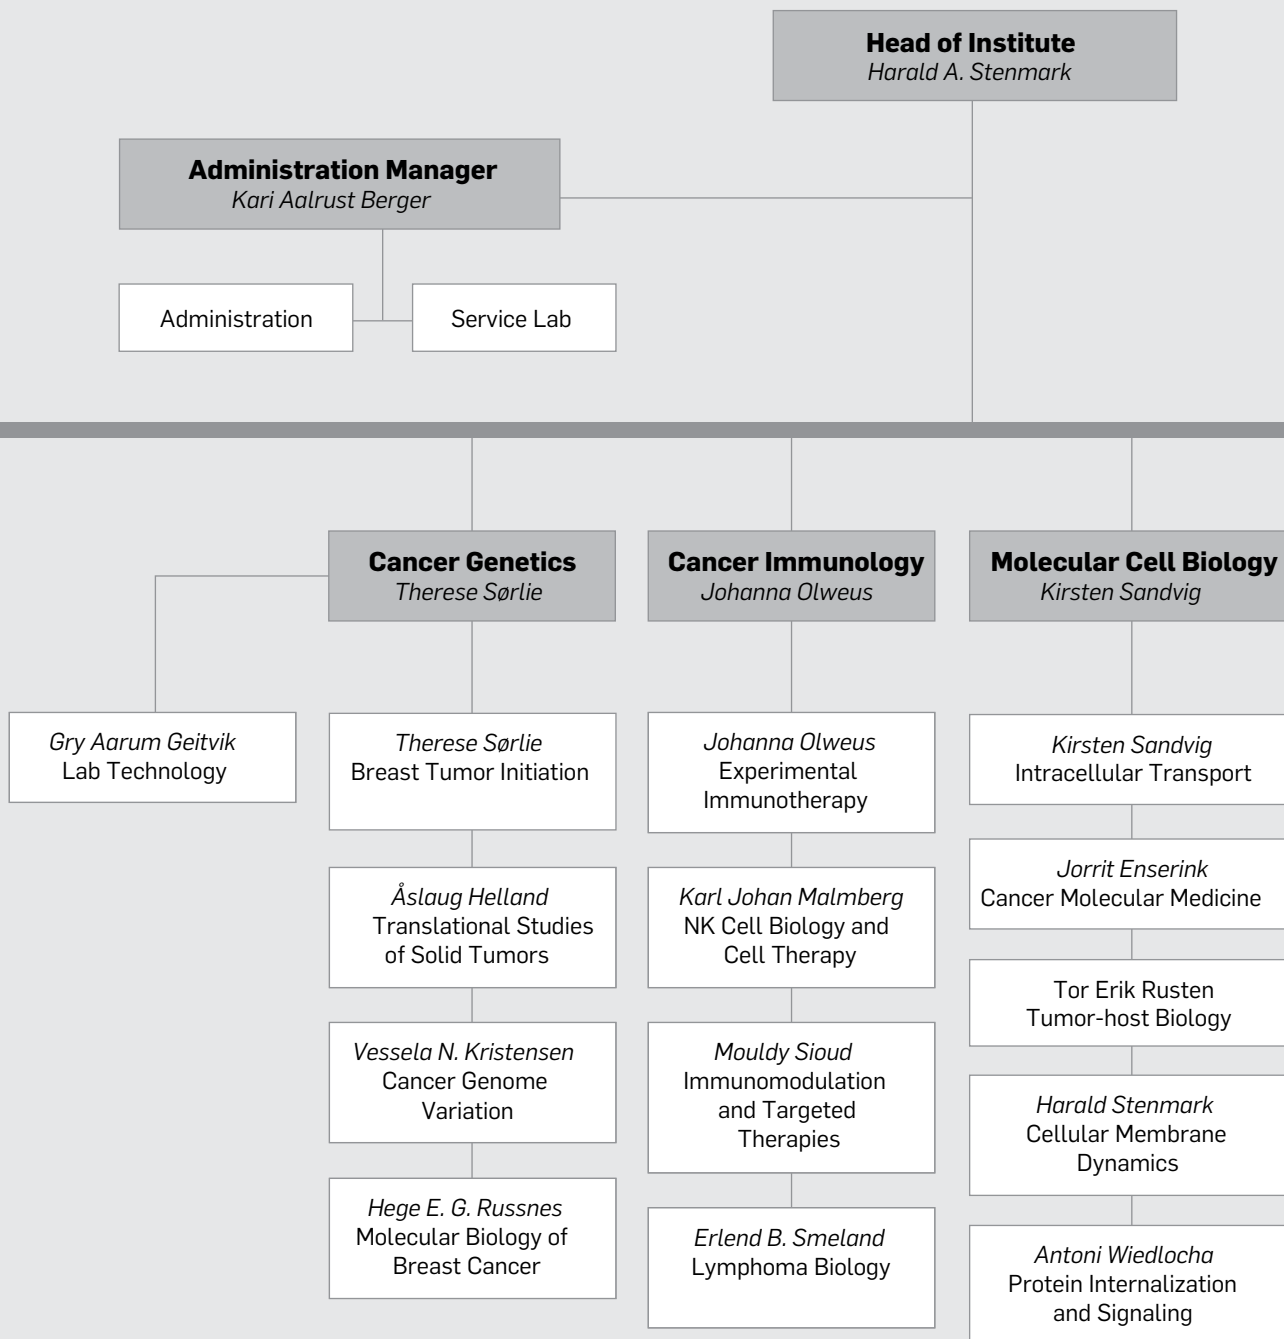 Head of Institute
Harald A. Stenmark
Administration Manager
Kari Aalrust Berger
Administration
Service Lab
Cancer Genetics
Therese Sørlie
Cancer Immunology
Johanna Olweus
Molecular Cell Biology
Kirsten Sandvig
Gry Aarum Geitvik
Lab Technology
Therese Sørlie
Breast Tumor Initiation
Åslaug Helland
Translational Studies
of Solid Tumors
Vessela N. Kristensen
Cancer Genome
Variation
Hege E. G. Russnes
Molecular Biology of
Breast Cancer
Johanna Olweus
Experimental
Immunotherapy
Karl Johan Malmberg
NK Cell Biology and
Cell Therapy
Mouldy Sioud
Immunomodulation
and Targeted
Therapies
Erlend B. Smeland
Lymphoma Biology
Kirsten Sandvig
Intracellular Transport
Jorrit Enserink
Cancer Molecular Medicine
Tor Erik Rusten
Tumor-host Biology
Harald Stenmark
Cellular Membrane
Dynamics
Antoni Wiedlocha
Protein Internalization
and Signaling